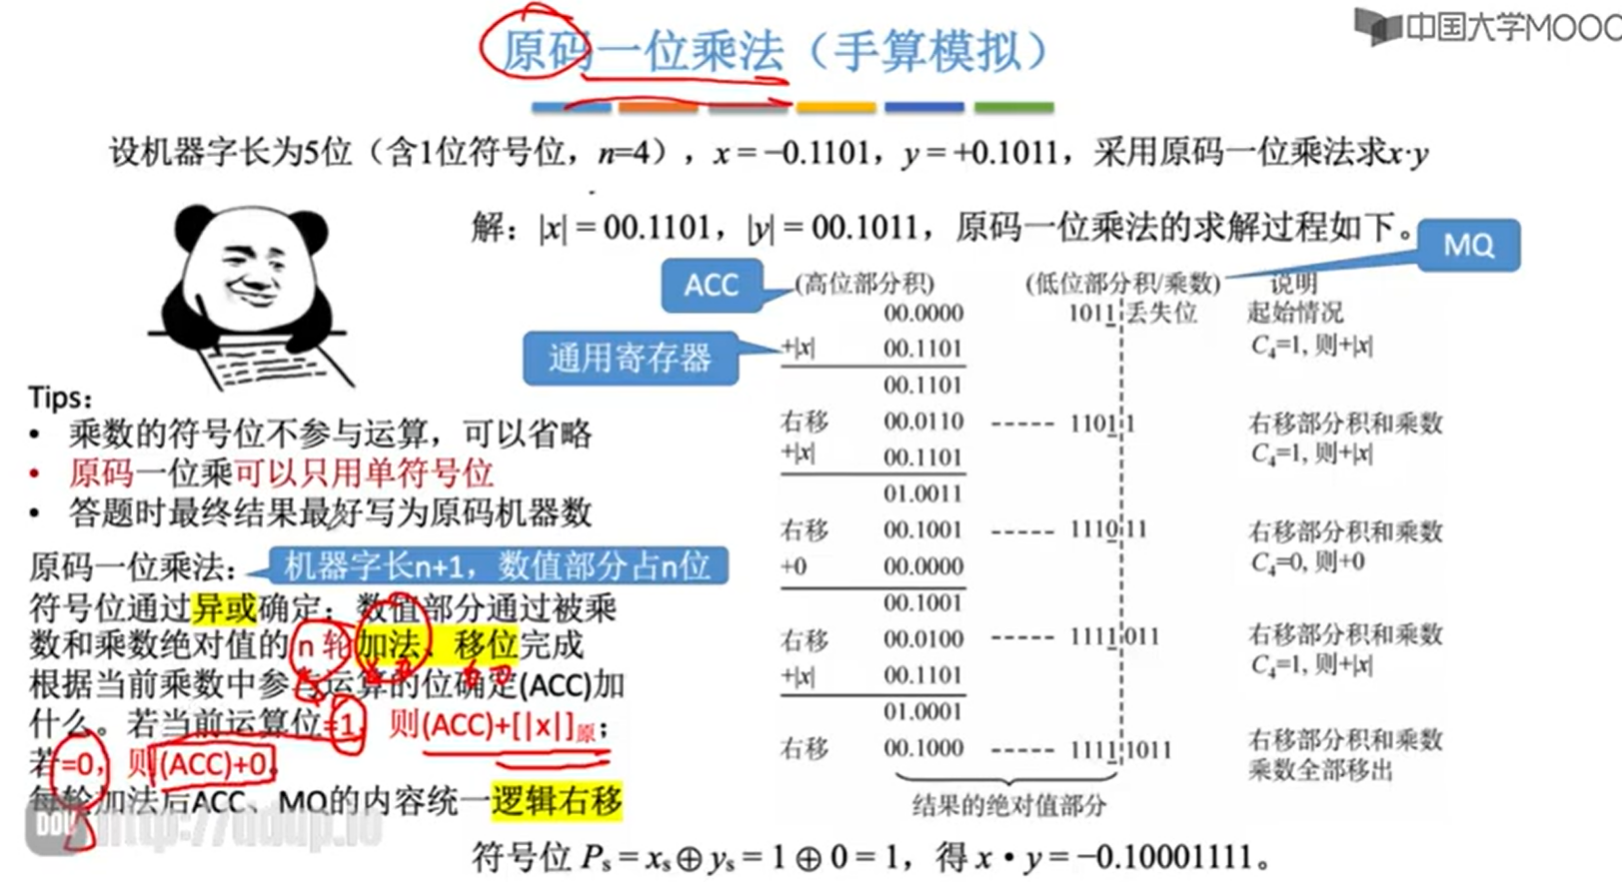 原码一位乘法（手算模拟）
中国大学MOOC
设机器字长为5位（含1位符号位，n=4），x = −0.1101，y = +0.1011，采用原码一位乘法求x·y
解：|x| = 00.1101，|y| = 00.1011，原码一位乘法的求解过程如下。
MQ
ACC
(高位部分积) (低位部分积/乘数) 说明
00.0000 1011 丢失位 起始情况
通用寄存器
+|x| 00.1101 C₄=1, 则+|x|
00.1101
右移 00.0110 ----- 1101 1 右移部分积和乘数
+|x| 00.1101 C₄=1, 则+|x|
01.0011
右移 00.1001 ----- 1110 11 右移部分积和乘数
+0 00.0000 C₄=0, 则+0
00.1001
右移 00.0100 ----- 1111 011 右移部分积和乘数
+|x| 00.1101 C₄=1, 则+|x|
01.0001
右移 00.1000 ----- 1111 1011 右移部分积和乘数
乘数全部移出
结果的绝对值部分
符号位 Pₛ = xₛ⊕yₛ = 1⊕0 = 1，得 x·y = −0.10001111。
Tips：
• 乘数的符号位不参与运算，可以省略
• 原码一位乘可以只用单符号位
• 答题时最终结果最好写为原码机器数
原码一位乘法：
机器字长n+1，数值部分占n位
符号位通过异或确定；数值部分通过被乘
数和乘数绝对值的 n 轮加法、移位完成
根据当前乘数中参与运算的位确定(ACC)加
什么。若当前运算位=1，则(ACC)+[|x|]原；
若=0，则(ACC)+0。
每轮加法后ACC、MQ的内容统一逻辑右移